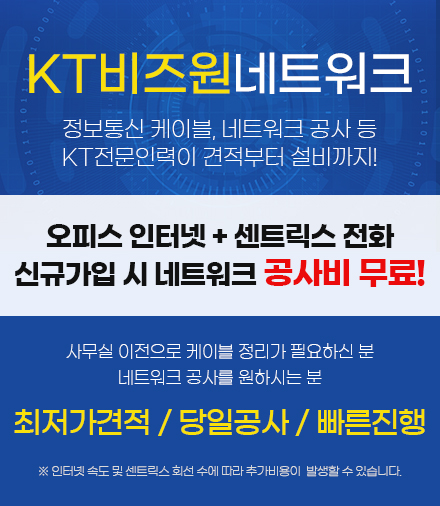 KT비즈원네트워크
정보통신 케이블, 네트워크 공사 등
KT전문인력이 견적부터 설비까지!
오피스 인터넷 + 센트릭스 전화
신규가입 시 네트워크 공사비 무료!
사무실 이전으로 케이블 정리가 필요하신 분
네트워크 공사를 원하시는 분
최저가견적 / 당일공사 / 빠른진행
※ 인터넷 속도 및 센트릭스 회선 수에 따라 추가비용이 발생할 수 있습니다.